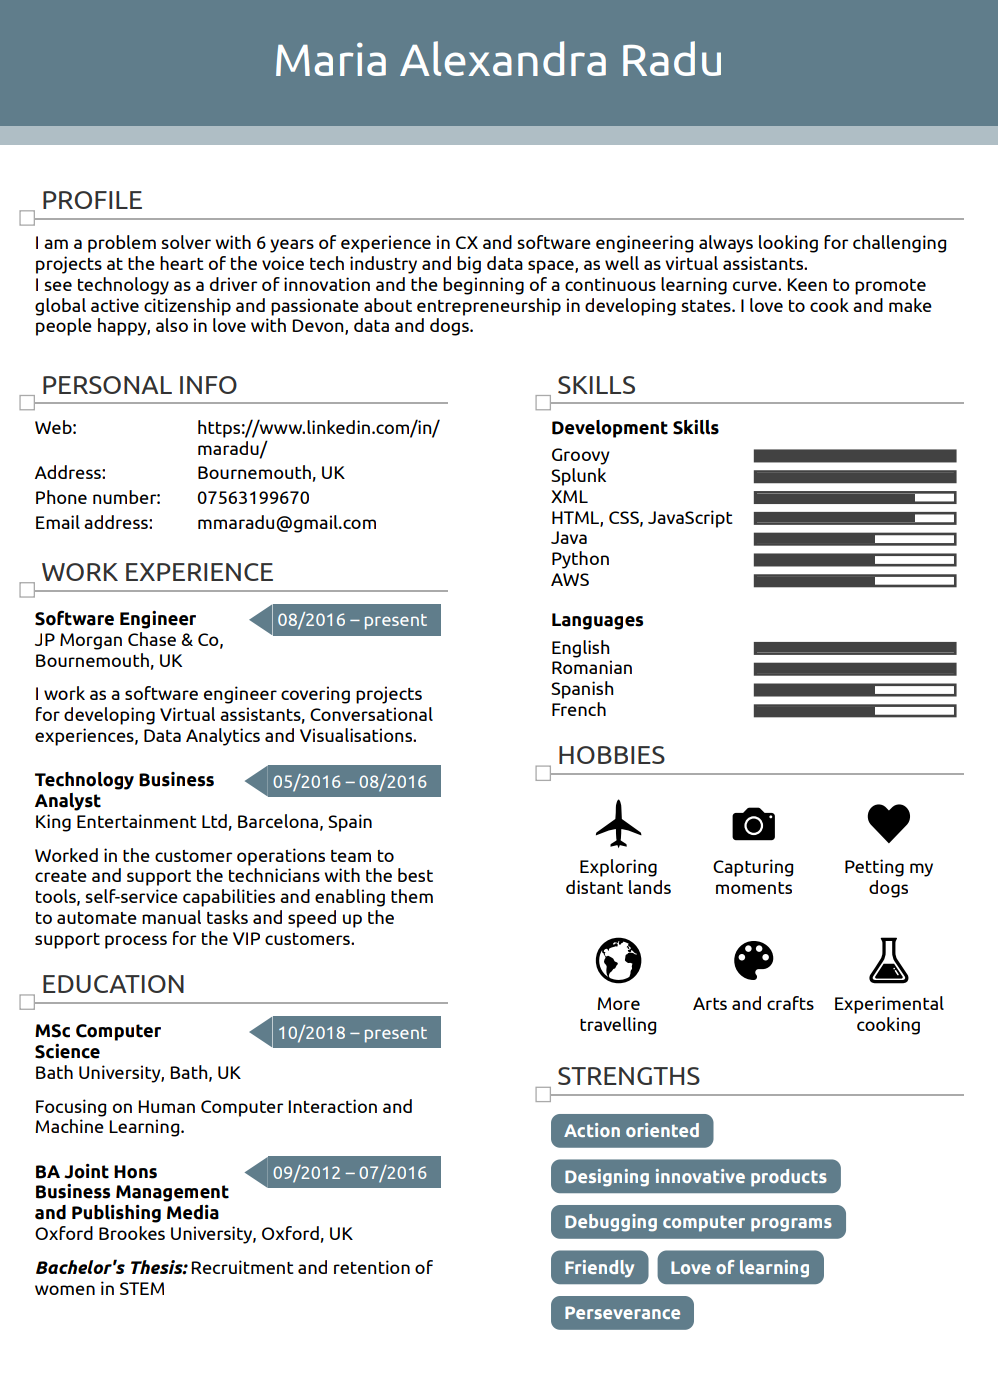 Maria Alexandra Radu
PROFILE
I am a problem solver with 6 years of experience in CX and software engineering always looking for challenging
projects at the heart of the voice tech industry and big data space, as well as virtual assistants.
I see technology as a driver of innovation and the beginning of a continuous learning curve. Keen to promote
global active citizenship and passionate about entrepreneurship in developing states. I love to cook and make
people happy, also in love with Devon, data and dogs.
PERSONAL INFO
Web: https://www.linkedin.com/in/
maradu/
Address: Bournemouth, UK
Phone number: 07563199670
Email address: mmaradu@gmail.com
WORK EXPERIENCE
Software Engineer 08/2016 – present
JP Morgan Chase & Co,
Bournemouth, UK
I work as a software engineer covering projects
for developing Virtual assistants, Conversational
experiences, Data Analytics and Visualisations.
Technology Business 05/2016 – 08/2016
Analyst
King Entertainment Ltd, Barcelona, Spain
Worked in the customer operations team to
create and support the technicians with the best
tools, self-service capabilities and enabling them
to automate manual tasks and speed up the
support process for the VIP customers.
EDUCATION
MSc Computer 10/2018 – present
Science
Bath University, Bath, UK
Focusing on Human Computer Interaction and
Machine Learning.
BA Joint Hons 09/2012 – 07/2016
Business Management
and Publishing Media
Oxford Brookes University, Oxford, UK
Bachelor's Thesis: Recruitment and retention of
women in STEM
SKILLS
Development Skills
Groovy
Splunk
XML
HTML, CSS, JavaScript
Java
Python
AWS
Languages
English
Romanian
Spanish
French
HOBBIES
Exploring
distant lands
Capturing
moments
Petting my
dogs
More
travelling
Arts and crafts
Experimental
cooking
STRENGTHS
Action oriented
Designing innovative products
Debugging computer programs
Friendly Love of learning
Perseverance